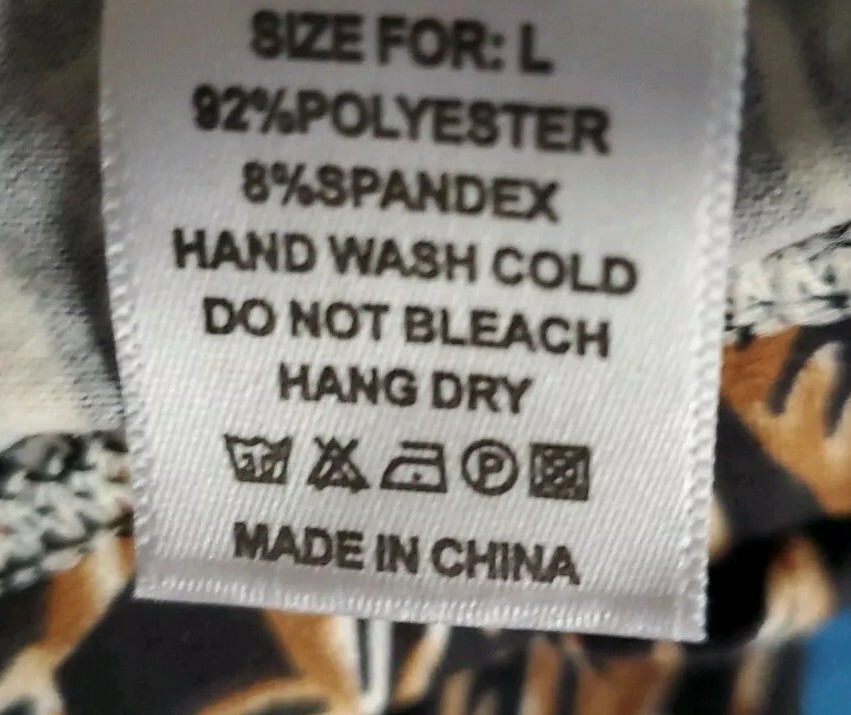 SIZE FOR: L
92%POLYESTER
8%SPANDEX
HAND WASH COLD
DO NOT BLEACH
HANG DRY
P
MADE IN CHINA